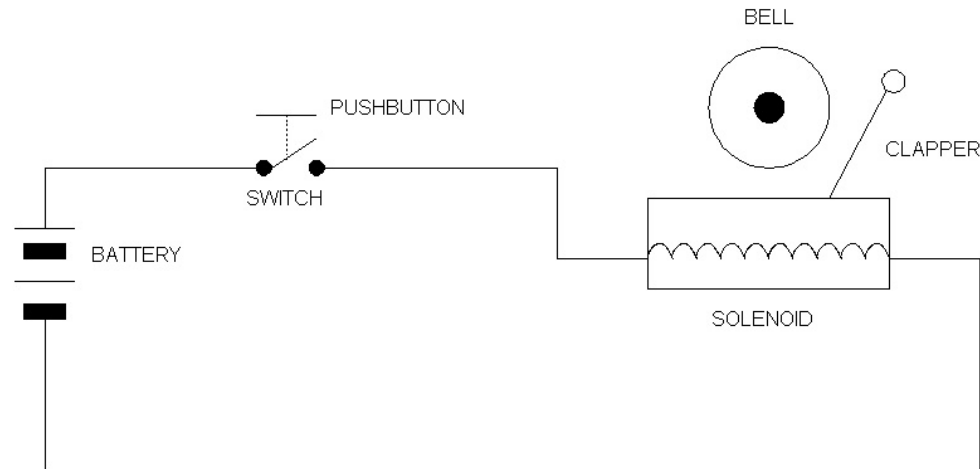 BELL
PUSHBUTTON
CLAPPER
SWITCH
BATTERY
SOLENOID